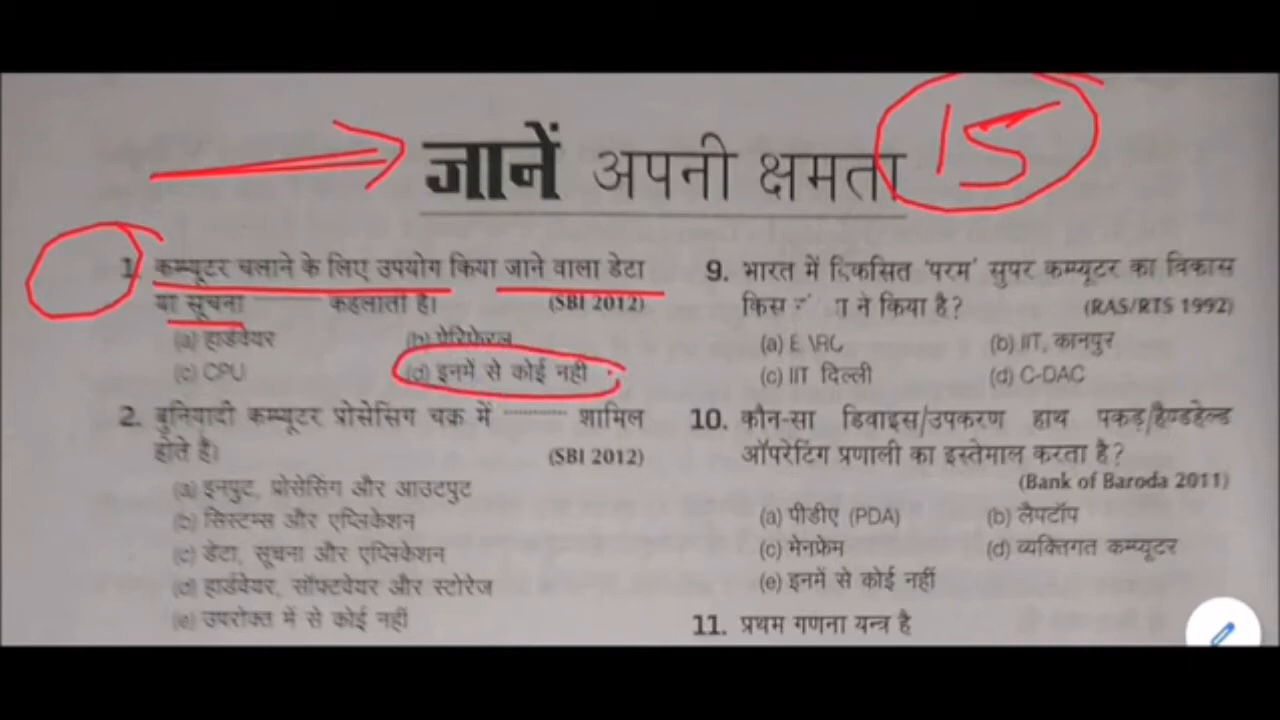 जानें अपनी क्षमता
15
1. कम्प्यूटर चलाने के लिए उपयोग किया जाने वाला डेटा
या सूचना कहलाती है। (SBI 2012)
(a) हार्डवेयर (b) पेरिफेरल
(c) CPU (d) इनमें से कोई नहीं
2. बुनियादी कम्प्यूटर प्रोसेसिंग चक्र में ............ शामिल
होते है। (SBI 2012)
(a) इनपुट, प्रोसेसिंग और आउटपुट
(b) सिस्टम्स और एप्लिकेशन
(c) डेटा, सूचना और एप्लिकेशन
(d) हार्डवेयर, सॉफ्टवेयर और स्टोरेज
(e) उपरोक्त में से कोई नहीं
9. भारत में विकसित 'परम' सुपर कम्प्यूटर का विकास
किस ने किया है? (RAS/RTS 1992)
(a) (b) IIT, कानपुर
(c) IIT दिल्ली (d) C-DAC
10. कौन-सा डिवाइस/उपकरण हाथ पकड़/हैण्डहेल्ड
ऑपरेटिंग प्रणाली का इस्तेमाल करता है?
(Bank of Baroda 2011)
(a) पीडीए (PDA) (b) लैपटॉप
(c) मेनफ्रेम (d) व्यक्तिगत कम्प्यूटर
(e) इनमें से कोई नहीं
11. प्रथम गणना यन्त्र है